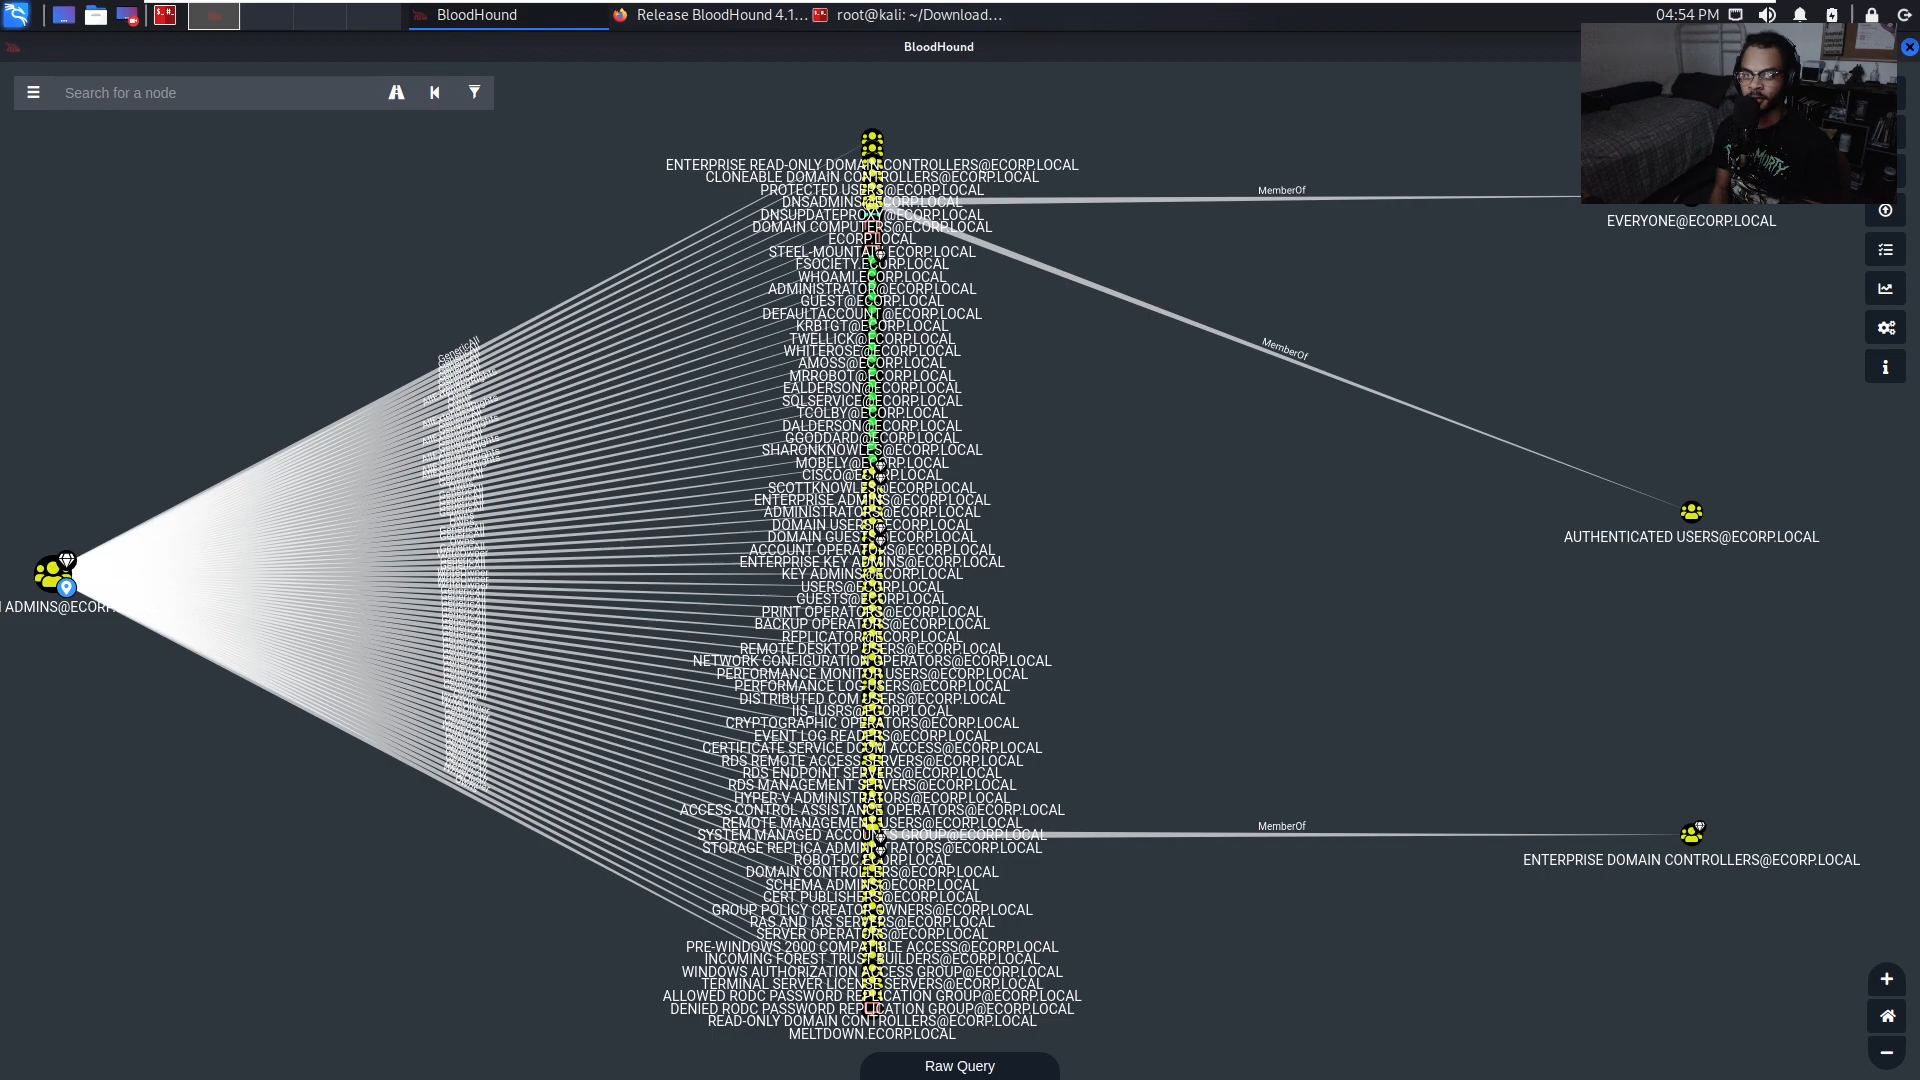 BloodHound
Release BloodHound 4.1...
root@kali: ~/Download...
04:54 PM
BloodHound
Search for a node
ENTERPRISE READ-ONLY DOMAIN CONTROLLERS@ECORP.LOCAL
CLONEABLE DOMAIN CONTROLLERS@ECORP.LOCAL
PROTECTED USERS@ECORP.LOCAL
MemberOf
DNSADMINS@ECORP.LOCAL
DNSUPDATEPROXY@ECORP.LOCAL
EVERYONE@ECORP.LOCAL
DOMAIN COMPUTERS@ECORP.LOCAL
ECORP.LOCAL
STEEL-MOUNTAIN.ECORP.LOCAL
FSOCIETY.ECORP.LOCAL
WHOAMI.ECORP.LOCAL
ADMINISTRATOR@ECORP.LOCAL
GUEST@ECORP.LOCAL
DEFAULTACCOUNT@ECORP.LOCAL
KRBTGT@ECORP.LOCAL
TWELLICK@ECORP.LOCAL
MemberOf
GenericAll
WHITEROSE@ECORP.LOCAL
AMOSS@ECORP.LOCAL
MRROBOT@ECORP.LOCAL
EALDERSON@ECORP.LOCAL
SQLSERVICE@ECORP.LOCAL
TCOLBY@ECORP.LOCAL
DALDERSON@ECORP.LOCAL
GGODDARD@ECORP.LOCAL
SHARONKNOWLES@ECORP.LOCAL
MOBELY@ECORP.LOCAL
CISCO@ECORP.LOCAL
SCOTTKNOWLES@ECORP.LOCAL
ENTERPRISE ADMINS@ECORP.LOCAL
ADMINISTRATORS@ECORP.LOCAL
DOMAIN USERS@ECORP.LOCAL
DOMAIN GUESTS@ECORP.LOCAL
AUTHENTICATED USERS@ECORP.LOCAL
ACCOUNT OPERATORS@ECORP.LOCAL
ENTERPRISE KEY ADMINS@ECORP.LOCAL
KEY ADMINS@ECORP.LOCAL
USERS@ECORP.LOCAL
GUESTS@ECORP.LOCAL
ADMINS@ECORP.
PRINT OPERATORS@ECORP.LOCAL
BACKUP OPERATORS@ECORP.LOCAL
REPLICATOR@ECORP.LOCAL
REMOTE DESKTOP USERS@ECORP.LOCAL
NETWORK CONFIGURATION OPERATORS@ECORP.LOCAL
PERFORMANCE MONITOR USERS@ECORP.LOCAL
PERFORMANCE LOG USERS@ECORP.LOCAL
DISTRIBUTED COM USERS@ECORP.LOCAL
IIS_IUSRS@ECORP.LOCAL
CRYPTOGRAPHIC OPERATORS@ECORP.LOCAL
EVENT LOG READERS@ECORP.LOCAL
CERTIFICATE SERVICE DCOM ACCESS@ECORP.LOCAL
RDS REMOTE ACCESS SERVERS@ECORP.LOCAL
RDS ENDPOINT SERVERS@ECORP.LOCAL
RDS MANAGEMENT SERVERS@ECORP.LOCAL
HYPER-V ADMINISTRATORS@ECORP.LOCAL
ACCESS CONTROL ASSISTANCE OPERATORS@ECORP.LOCAL
REMOTE MANAGEMENT USERS@ECORP.LOCAL
MemberOf
SYSTEM MANAGED ACCOUNTS GROUP@ECORP.LOCAL
STORAGE REPLICA ADMINISTRATORS@ECORP.LOCAL
ROBOT-DC.ECORP.LOCAL
ENTERPRISE DOMAIN CONTROLLERS@ECORP.LOCAL
DOMAIN CONTROLLERS@ECORP.LOCAL
SCHEMA ADMINS@ECORP.LOCAL
CERT PUBLISHERS@ECORP.LOCAL
GROUP POLICY CREATOR OWNERS@ECORP.LOCAL
RAS AND IAS SERVERS@ECORP.LOCAL
SERVER OPERATORS@ECORP.LOCAL
PRE-WINDOWS 2000 COMPATIBLE ACCESS@ECORP.LOCAL
INCOMING FOREST TRUST BUILDERS@ECORP.LOCAL
WINDOWS AUTHORIZATION ACCESS GROUP@ECORP.LOCAL
TERMINAL SERVER LICENSE SERVERS@ECORP.LOCAL
ALLOWED RODC PASSWORD REPLICATION GROUP@ECORP.LOCAL
DENIED RODC PASSWORD REPLICATION GROUP@ECORP.LOCAL
READ-ONLY DOMAIN CONTROLLERS@ECORP.LOCAL
MELTDOWN.ECORP.LOCAL
Raw Query